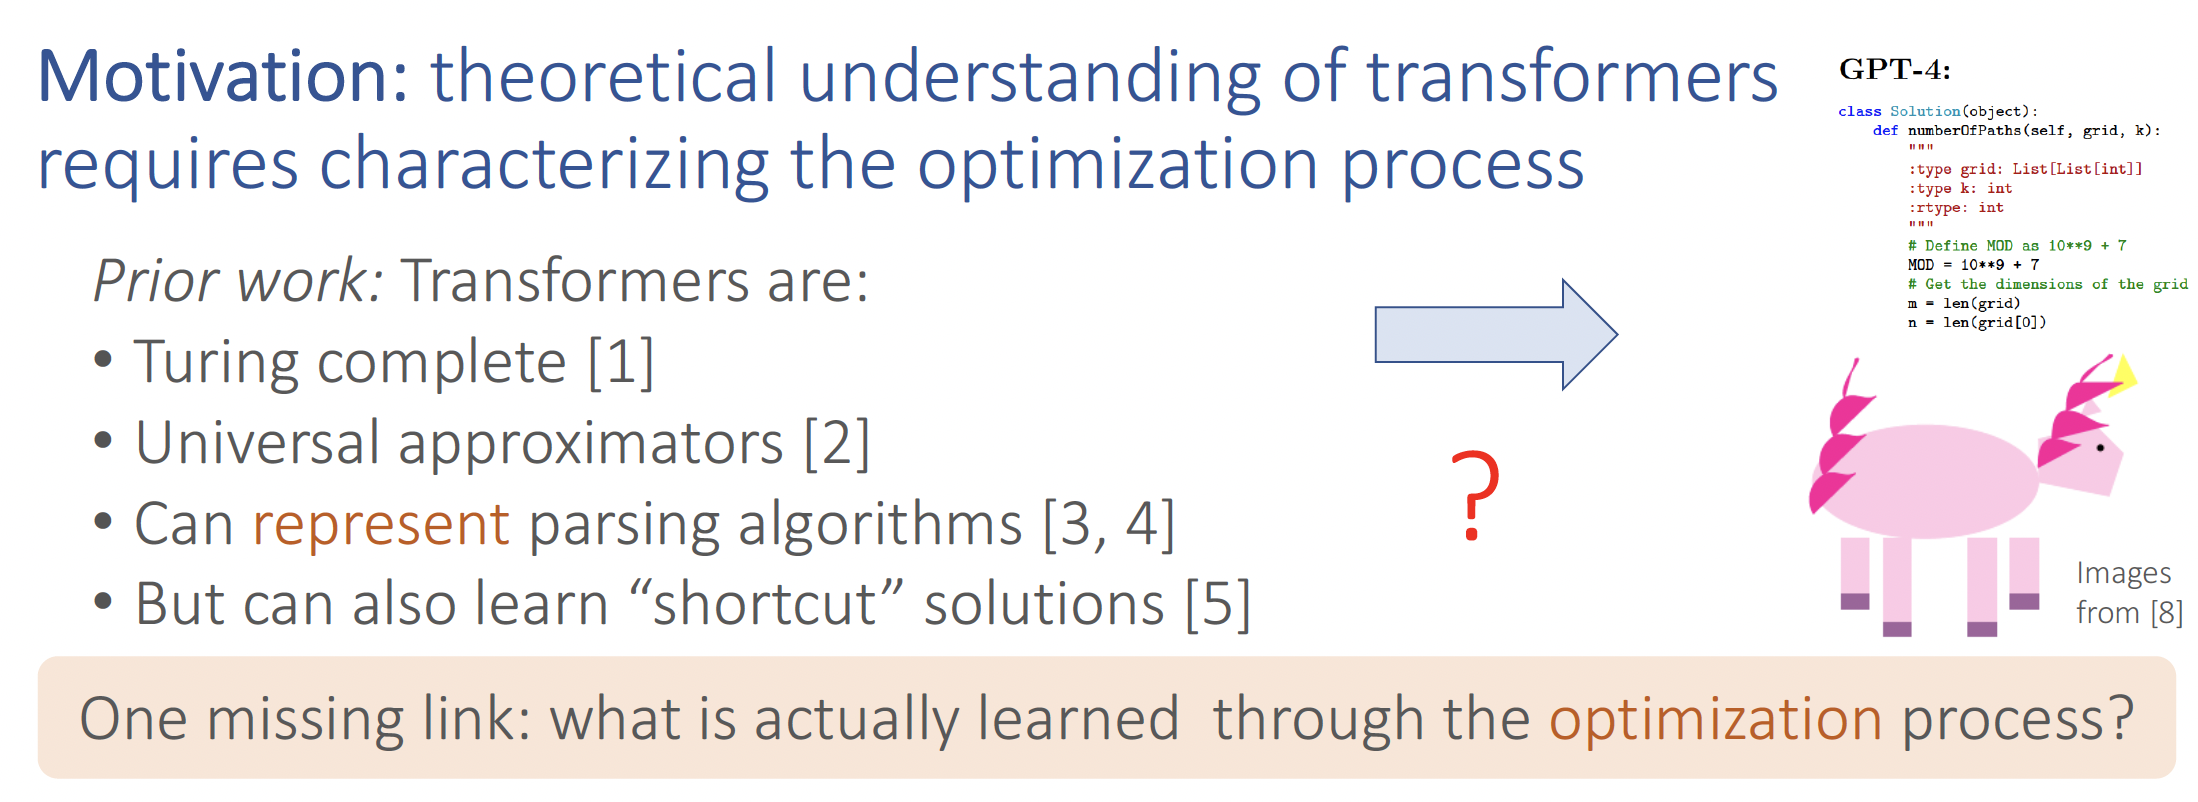 Motivation: theoretical understanding of transformers
requires characterizing the optimization process
Prior work: Transformers are:
• Turing complete [1]
• Universal approximators [2]
• Can represent parsing algorithms [3, 4]
• But can also learn “shortcut” solutions [5]
?
GPT-4:
class Solution(object):
def numberOfPaths(self, grid, k):
"""
:type grid: List[List[int]]
:type k: int
:rtype: int
"""
# Define MOD as 10**9 + 7
MOD = 10**9 + 7
# Get the dimensions of the grid
m = len(grid)
n = len(grid[0])
Images
from [8]
One missing link: what is actually learned through the optimization process?